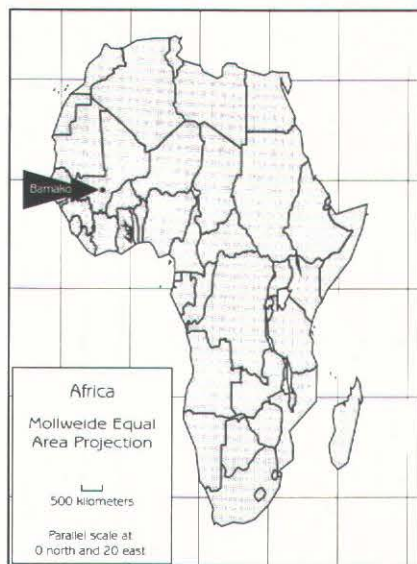 Bamako
Africa
Mollweide Equal
Area Projection
500 kilometers
Parallel scale at
0 north and 20 east